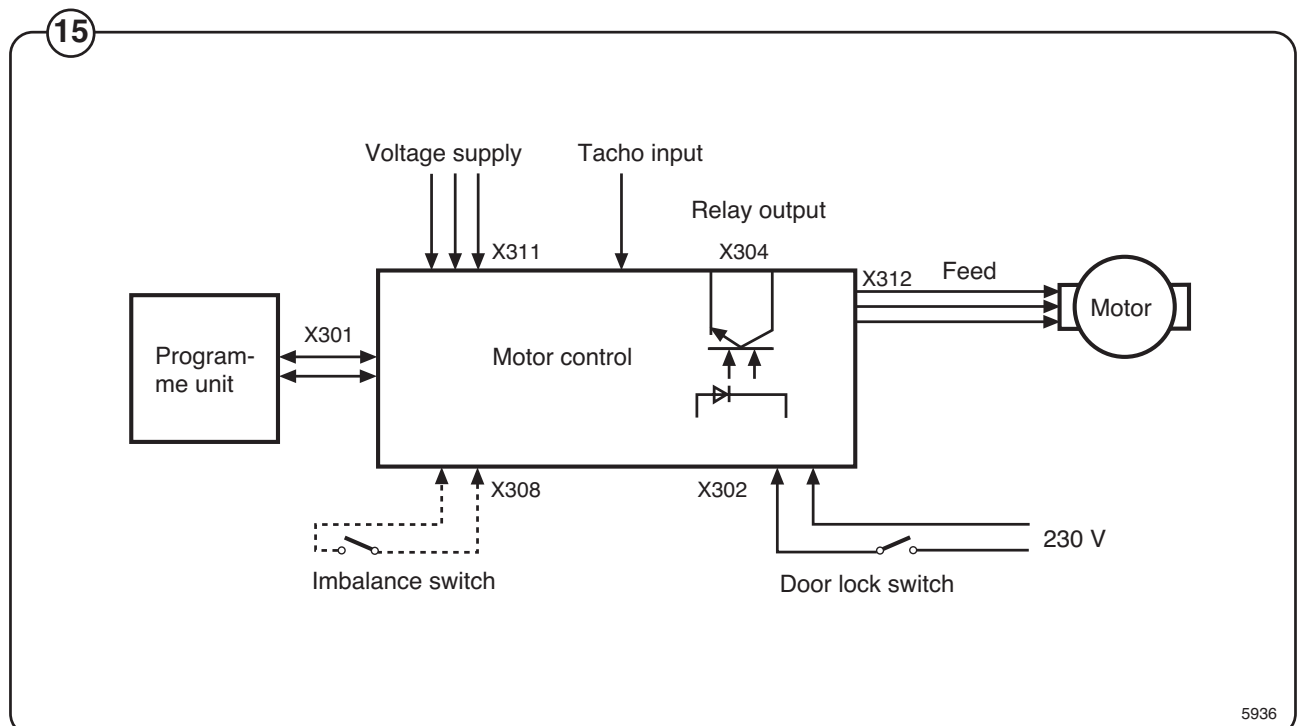 15
Voltage supply
Tacho input
Relay output
X311
X304
X312
Feed
Motor
Program-
me unit
X301
Motor control
X308
X302
230 V
Imbalance switch
Door lock switch
5936